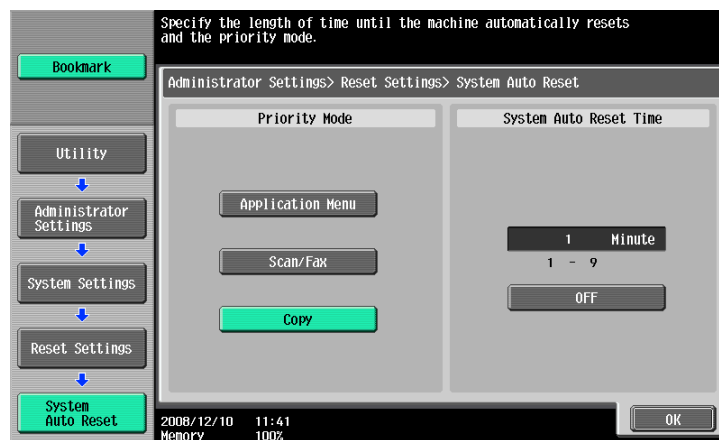 Specify the length of time until the machine automatically resets
and the priority mode.
Bookmark
Administrator Settings> Reset Settings> System Auto Reset
Priority Mode
System Auto Reset Time
Utility
Administrator
Settings
System Settings
Reset Settings
System
Auto Reset
Application Menu
Scan/Fax
Copy
1 Minute
1 - 9
OFF
2008/12/10 11:41
Memory 100%
OK